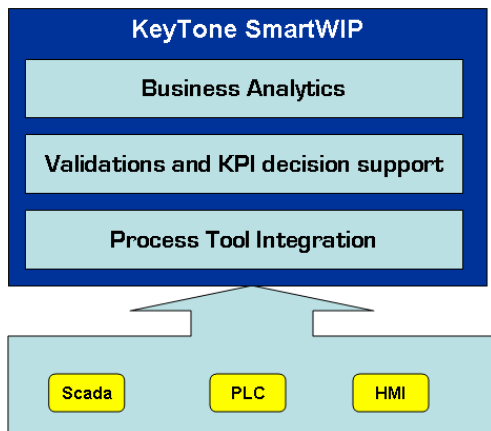 KeyTone SmartWIP
Business Analytics
Validations and KPI decision support
Process Tool Integration
Scada
PLC
HMI